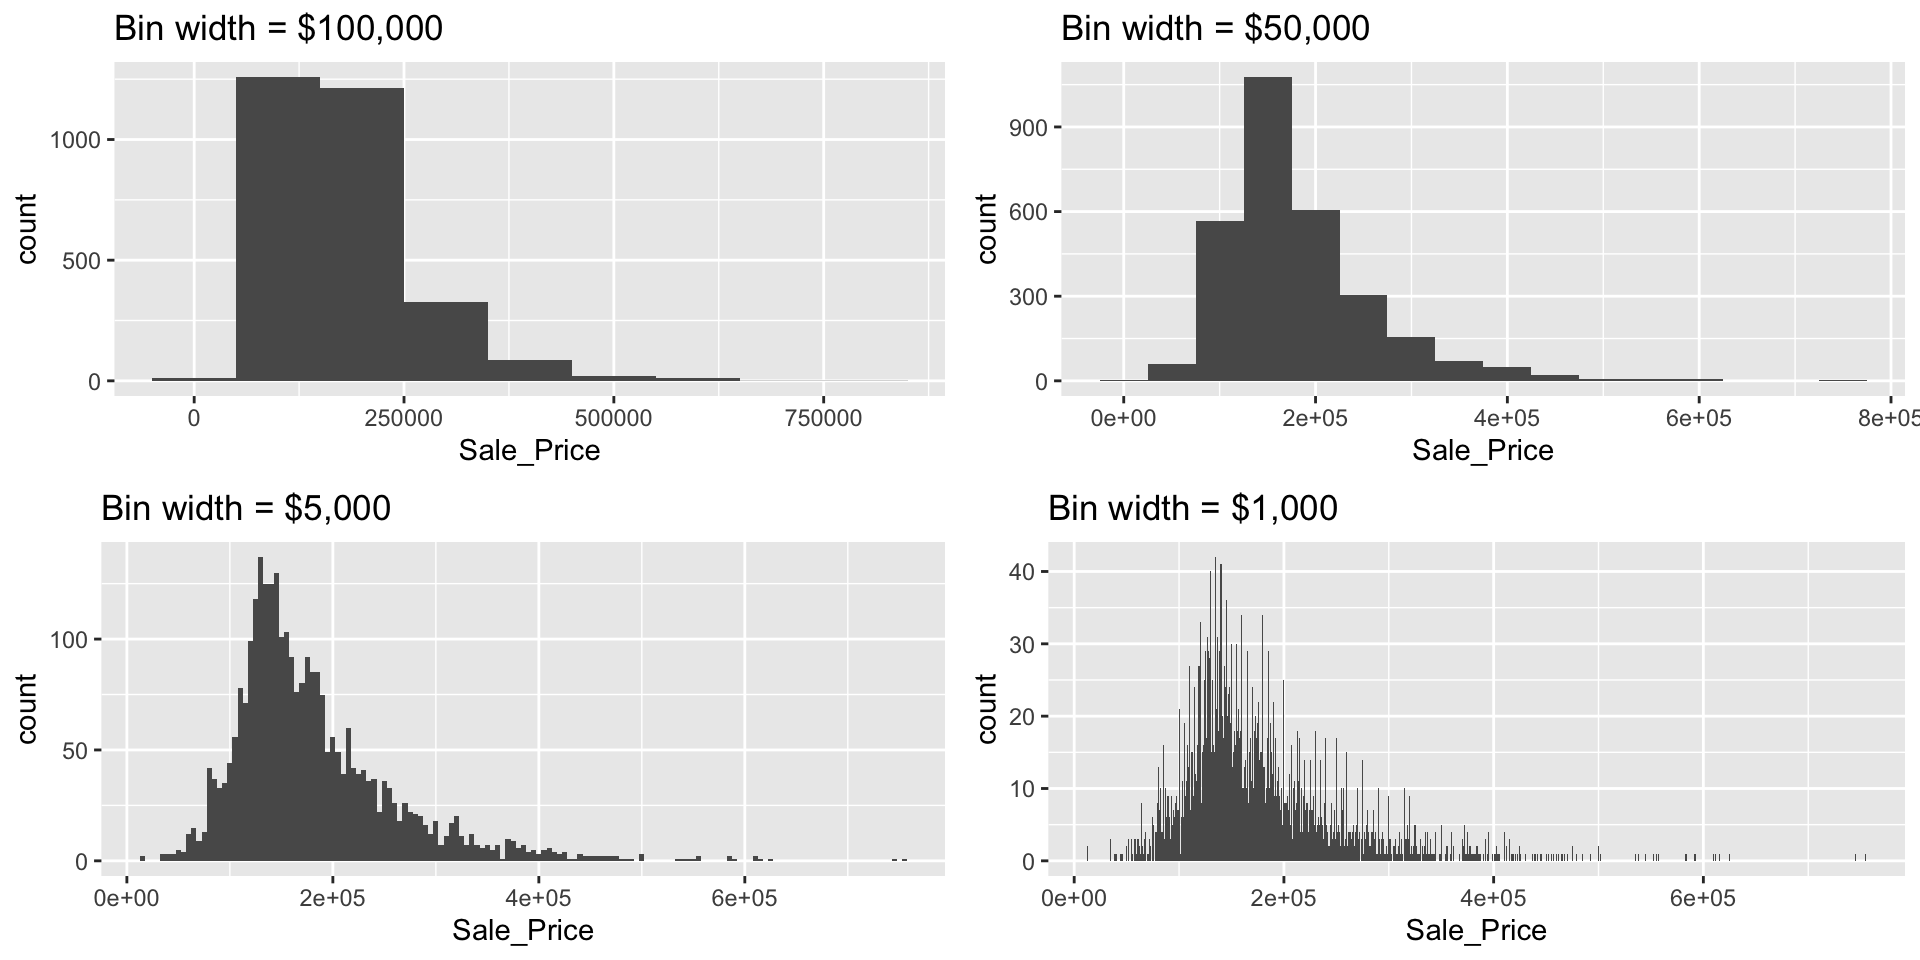 Bin width = $100,000
count
1000
500
0
0 250000 500000 750000
Sale_Price
Bin width = $50,000
count
900
600
300
0
0e+00 2e+05 4e+05 6e+05 8e+05
Sale_Price
Bin width = $5,000
count
100
50
0
0e+00 2e+05 4e+05 6e+05
Sale_Price
Bin width = $1,000
count
40
30
20
10
0
0e+00 2e+05 4e+05 6e+05
Sale_Price